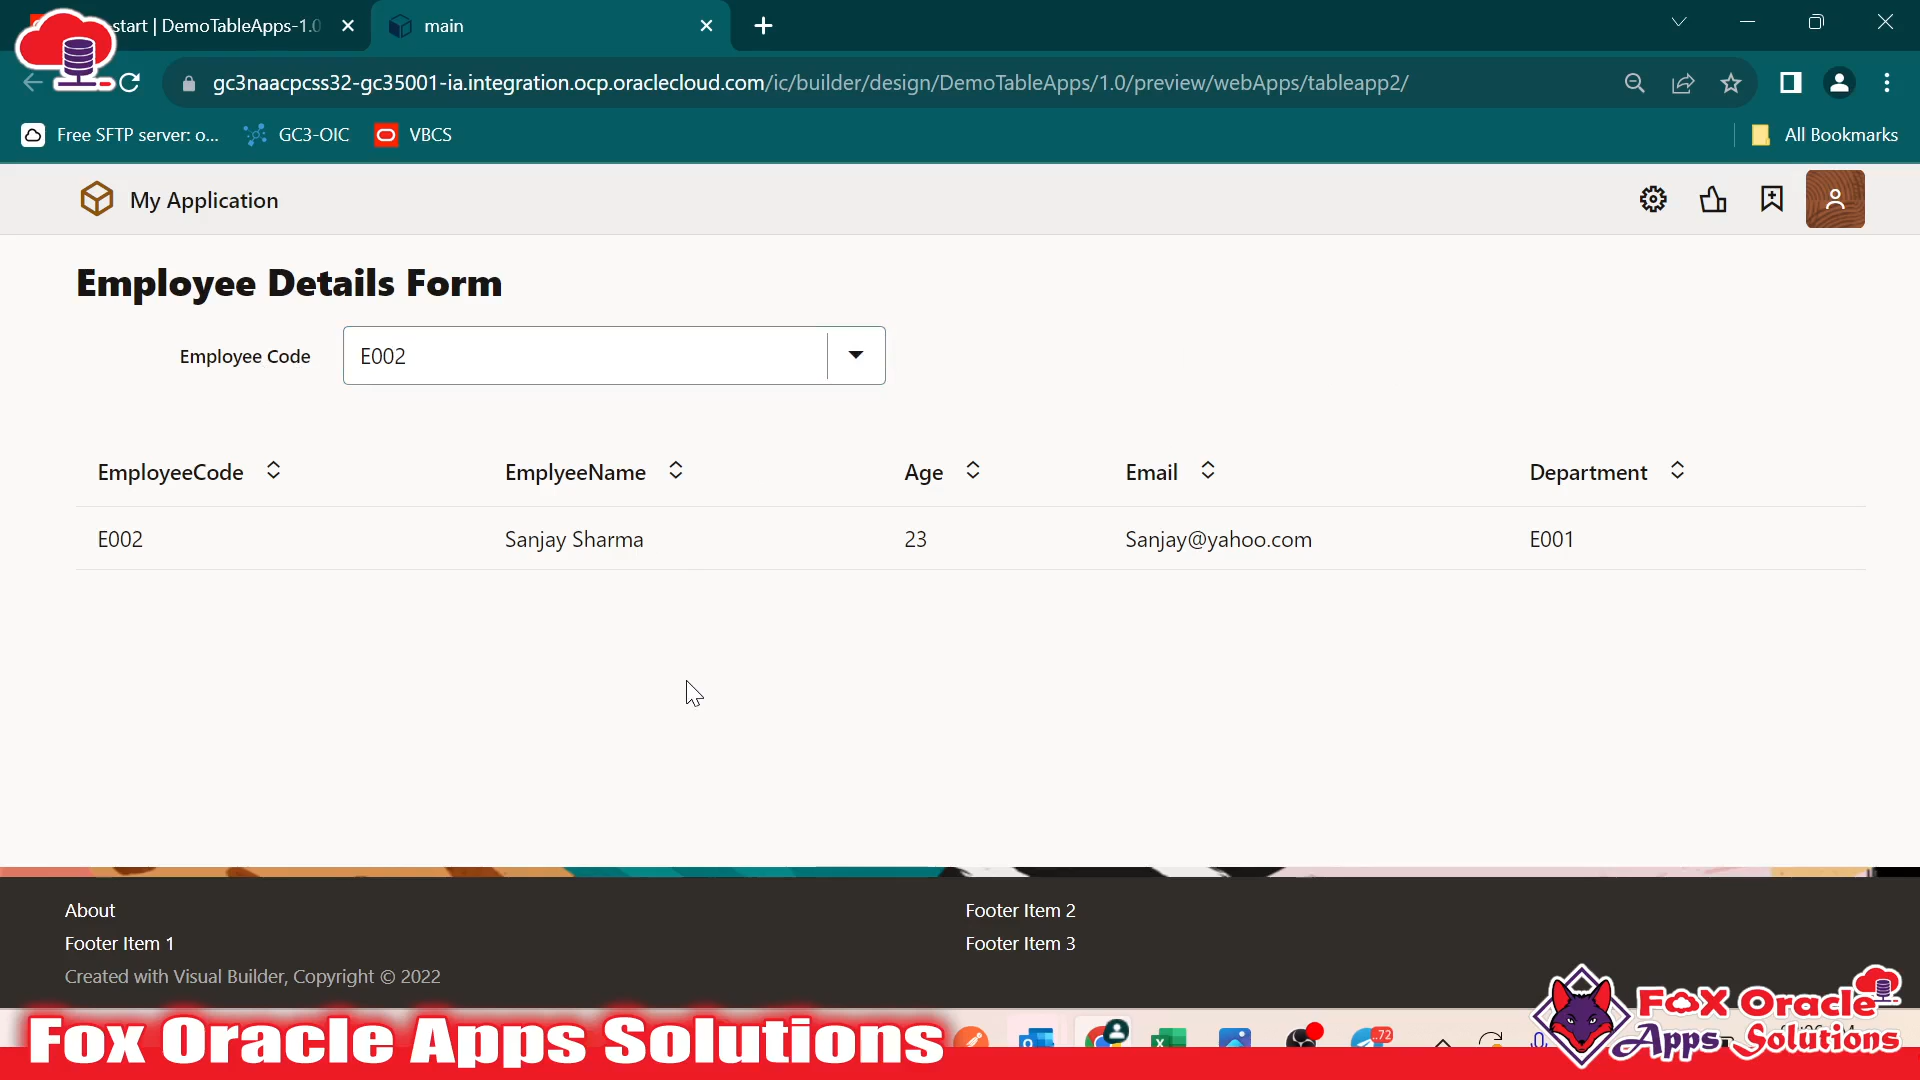 start | DemoTableApps-1.0
main
gc3naacpcss32-gc35001-ia.integration.ocp.oraclecloud.com/ic/builder/design/DemoTableApps/1.0/preview/webApps/tableapp2/
Free SFTP server: o...
GC3-OIC
VBCS
All Bookmarks
My Application
Employee Details Form
Employee Code
E002
EmployeeCode
EmplyeeName
Age
Email
Department
E002
Sanjay Sharma
23
Sanjay@yahoo.com
E001
About
Footer Item 2
Footer Item 1
Footer Item 3
Created with Visual Builder, Copyright © 2022
Fox Oracle Apps Solutions
72
Fox Oracle
Apps Solutions